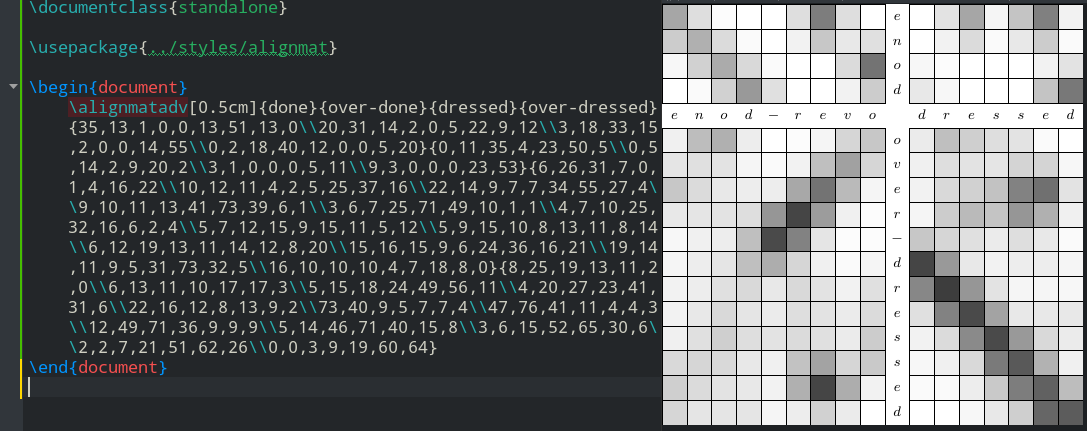 \documentclass{standalone}
\usepackage{../styles/alignmat}
\begin{document}
\alignmatadv[0.5cm]{done}{over-done}{dressed}{over-dressed}
{35,13,1,0,0,13,51,13,0\\20,31,14,2,0,5,22,9,12\\3,18,33,15
,2,0,0,14,55\\0,2,18,40,12,0,0,5,20}{0,11,35,4,23,50,5\\0,5
,14,2,9,20,2\\3,1,0,0,0,5,11\\9,3,0,0,0,23,53}{6,26,31,7,0,
1,4,16,22\\10,12,11,4,2,5,25,37,16\\22,14,9,7,7,34,55,27,4\
\9,10,11,13,41,73,39,6,1\\3,6,7,25,71,49,10,1,1\\4,7,10,25,
32,16,6,2,4\\5,7,12,15,9,15,11,5,12\\5,9,15,10,8,13,11,8,14
\\6,12,19,13,11,14,12,8,20\\15,16,15,9,6,24,36,16,21\\19,14
,11,9,5,31,73,32,5\\16,10,10,10,4,7,18,8,0}{8,25,19,13,11,2
,0\\6,13,11,10,17,17,3\\5,15,18,24,49,56,11\\4,20,27,23,41,
31,6\\22,16,12,8,13,9,2\\73,40,9,5,7,7,4\\47,76,41,11,4,4,3
\\12,49,71,36,9,9,9\\5,14,46,71,40,15,8\\3,6,15,52,65,30,6\
\2,2,7,21,51,62,26\\0,0,3,9,19,60,64}
\end{document}
e
n
o
d
e n o d – r e v o
d r e s s e d
o
v
e
r
–
d
r
e
s
s
e
d